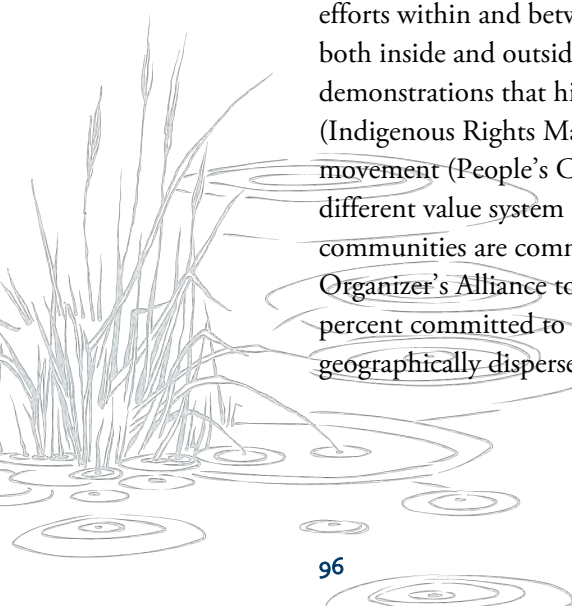 efforts within and betw
both inside and outsid
demonstrations that hi
(Indigenous Rights Ma
movement (People’s C
different value system
communities are comm
Organizer’s Alliance to
percent committed to
geographically disperse
96